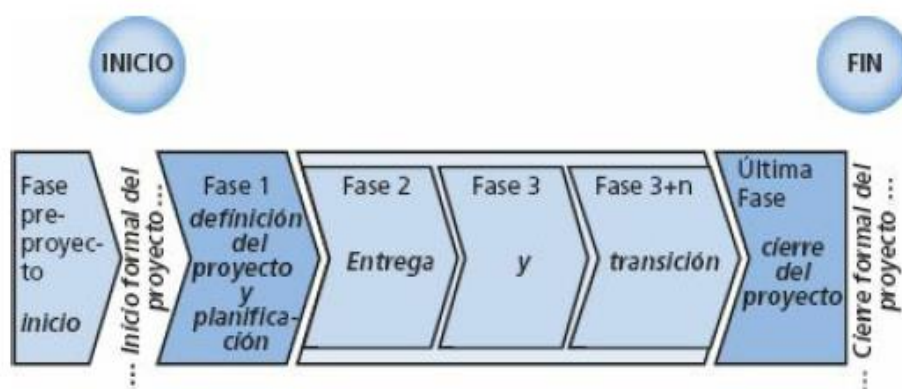 INICIO
FIN
Fase
pre-
proyec-
to
inicio
... Inicio formal del
proyecto ...
Fase 1
definición
del
proyecto
y
planifica-
ción
Fase 2
Entrega
Fase 3
y
Fase 3+n
transición
Última
Fase
cierre
del
proyecto
... Cierre formal del
proyecto ...